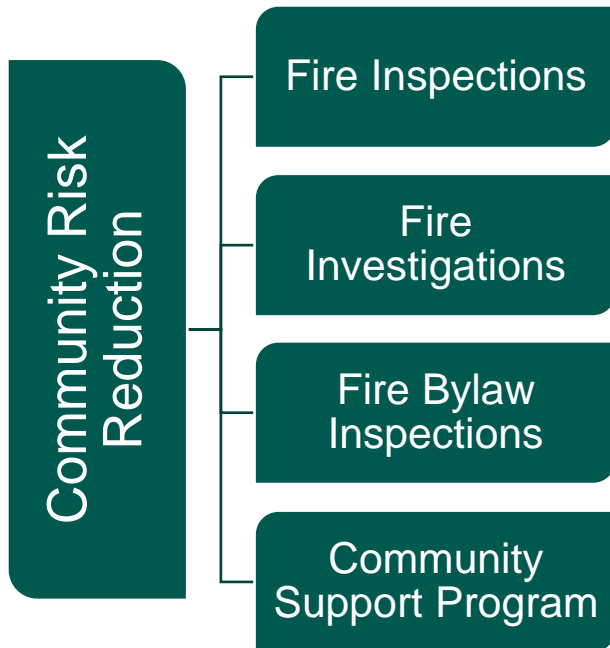 Community Risk
Reduction
Fire Inspections
Fire
Investigations
Fire Bylaw
Inspections
Community
Support Program